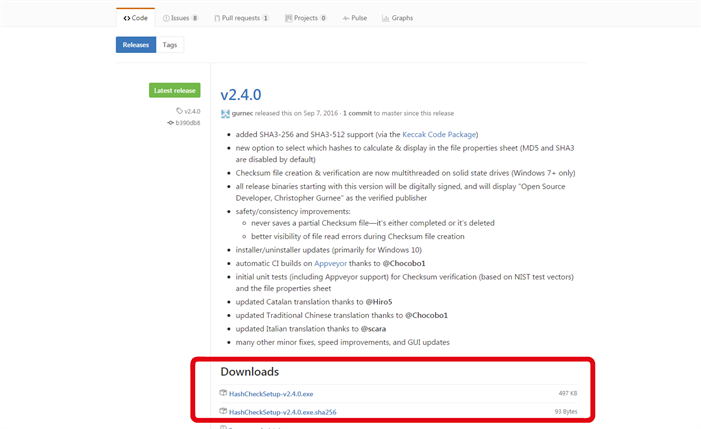 Code Issues 8 Pull requests 1 Projects 0 Pulse Graphs
Releases Tags
Latest release
v2.4.0
b390db8
v2.4.0
gurnec released this on Sep 7, 2016 · 1 commit to master since this release
added SHA3-256 and SHA3-512 support (via the Keccak Code Package)
new option to select which hashes to calculate & display in the file properties sheet (MD5 and SHA3
are disabled by default)
Checksum file creation & verification are now multithreaded on solid state drives (Windows 7+ only)
all release binaries starting with this version will be digitally signed, and will display "Open Source
Developer, Christopher Gurnee" as the verified publisher
safety/consistency improvements:
never saves a partial Checksum file—it's either completed or it's deleted
better visibility of file read errors during Checksum file creation
installer/uninstaller updates (primarily for Windows 10)
automatic CI builds on Appveyor thanks to @Chocobo1
initial unit tests (including Appveyor support) for Checksum verification (based on NIST test vectors)
and the file properties sheet
updated Catalan translation thanks to @Hiro5
updated Traditional Chinese translation thanks to @Chocobo1
updated Italian translation thanks to @scara
many other minor fixes, speed improvements, and GUI updates
Downloads
HashCheckSetup-v2.4.0.exe 497 KB
HashCheckSetup-v2.4.0.exe.sha256 93 Bytes